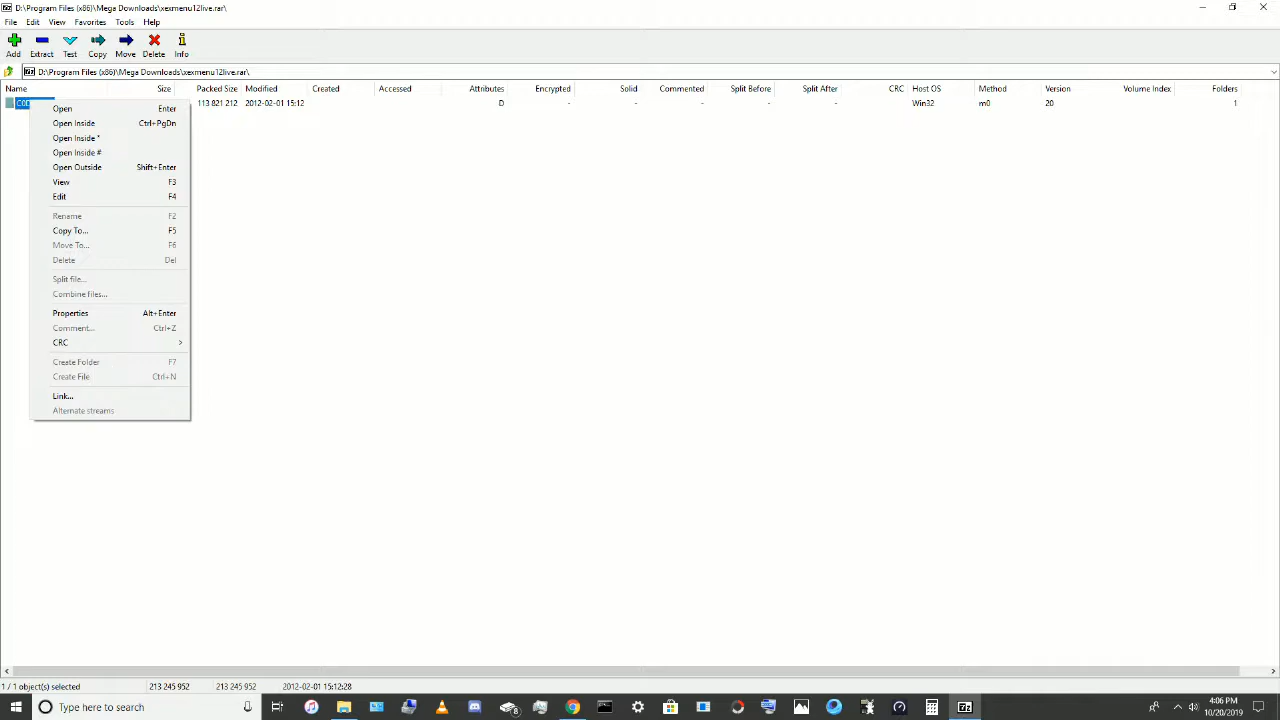 D:\Program Files (x86)\Mega Downloads\xexmenu12live.rar\
File Edit View Favorites Tools Help
Add Extract Test Copy Move Delete Info
D:\Program Files (x86)\Mega Downloads\xexmenu12live.rar\
Name Size Packed Size Modified Created Accessed Attributes Encrypted Solid Commented Split Before Split After CRC Host OS Method Version Volume Index Folders
113 821 212 2012-02-01 15:12 D - - - - - Win32 m0 20 1
Open Enter
Open Inside Ctrl+PgDn
Open Inside *
Open Inside #
Open Outside Shift+Enter
View F3
Edit F4
Rename F2
Copy To... F5
Move To... F6
Delete Del
Split file...
Combine files...
Properties Alt+Enter
Comment... Ctrl+Z
CRC >
Create Folder F7
Create File Ctrl+N
Link...
Alternate streams
1 / 1 object(s) selected 213 245 952 213 245 952 2012-02-01 15:12:28
Type here to search
4:06 PM
10/20/2019